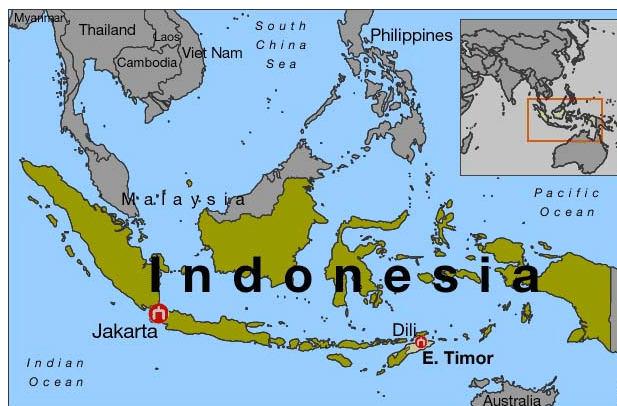 Myanmar
Thailand
Laos
Viet Nam
Cambodia
South
China
Sea
Philippines
Malaysia
Pacific
Ocean
Indonesia
Jakarta
Dili
E. Timor
Indian
Ocean
Australia